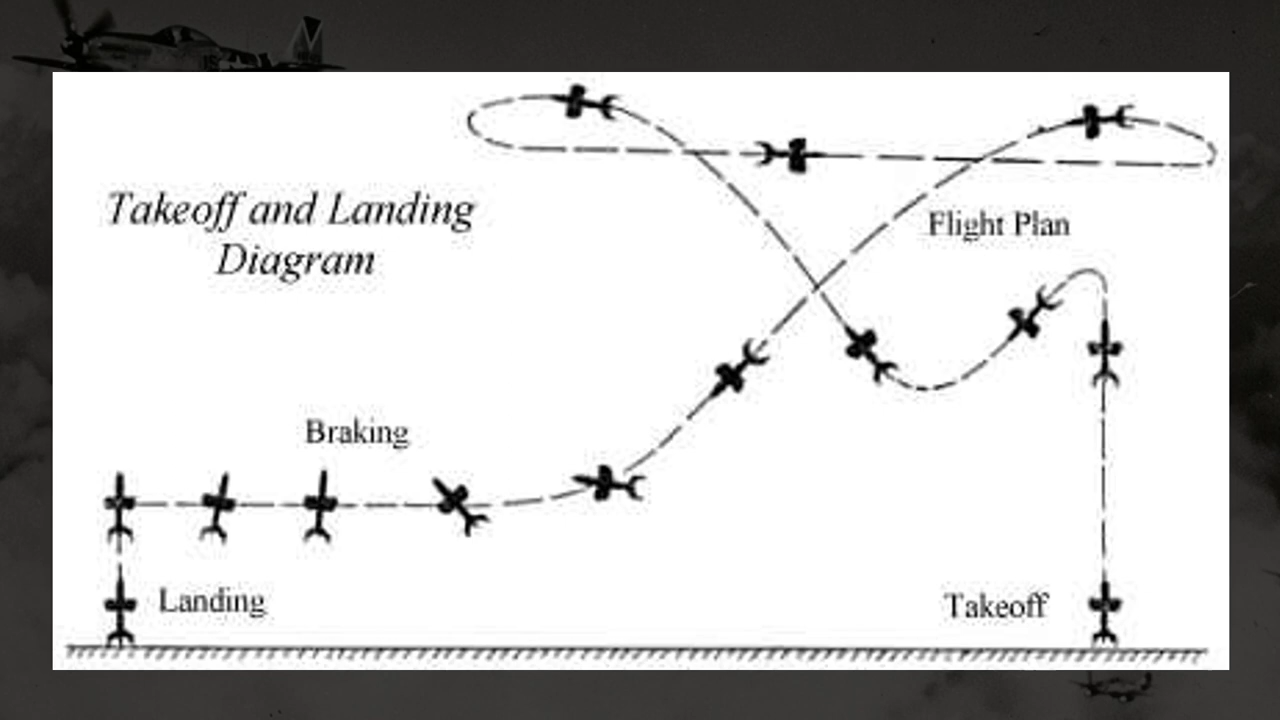 Takeoff and Landing
Diagram
Flight Plan
Braking
Landing
Takeoff